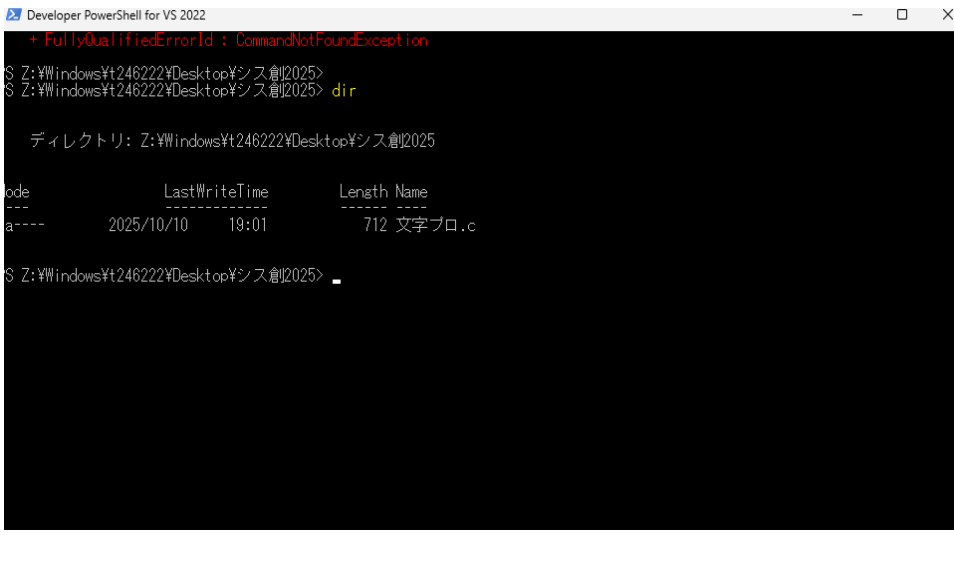 Developer PowerShell for VS 2022
+ FullyQualifiedErrorId : CommandNotFoundException
S Z:¥Windows¥t246222¥Desktop¥シス創2025>
S Z:¥Windows¥t246222¥Desktop¥シス創2025> dir
ディレクトリ: Z:¥Windows¥t246222¥Desktop¥シス創2025
ode LastWriteTime Length Name
--- ------------- ------ ----
a---- 2025/10/10 19:01 712 文字プロ.c
S Z:¥Windows¥t246222¥Desktop¥シス創2025>